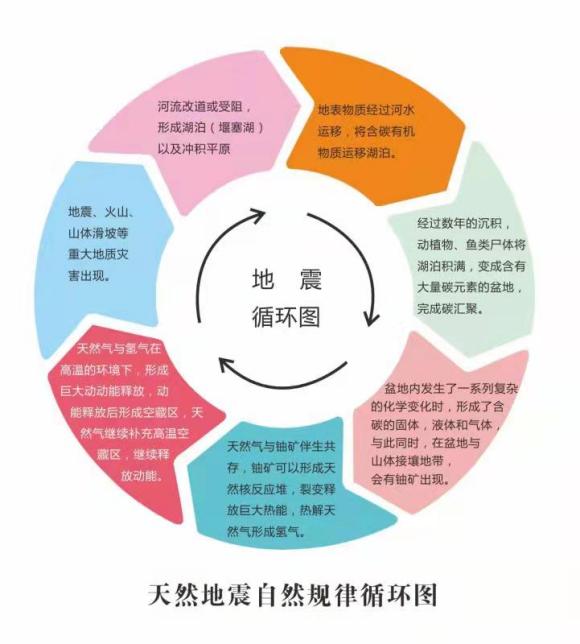 河流改道或受阻，
形成湖泊（堰塞湖）
以及冲积平原
地表物质经过河水
运移，将含碳有机
物质运移湖泊。
经过数年的沉积，
动植物、鱼类尸体将
湖泊积满，变成含有
大量碳元素的盆地，
完成碳汇聚。
盆地内发生了一系列复杂
的化学变化时，形成了含
碳的固体，液体和气体，
与此同时，在盆地与
山体接壤地带，
会有铀矿出现。
天然气与铀矿伴生共
存，铀矿可以形成天
然核反应堆，裂变释
放巨大热能，热解天
然气形成氢气。
天然气与氢气在
高温的环境下，形成
巨大动动能释放，动
能释放后形成空藏区，天
然气继续补充高温空
藏区，继续释
放动能。
地震、火山、
山体滑坡等
重大地质灾
害出现。
地 震
循环图
天然地震自然规律循环图